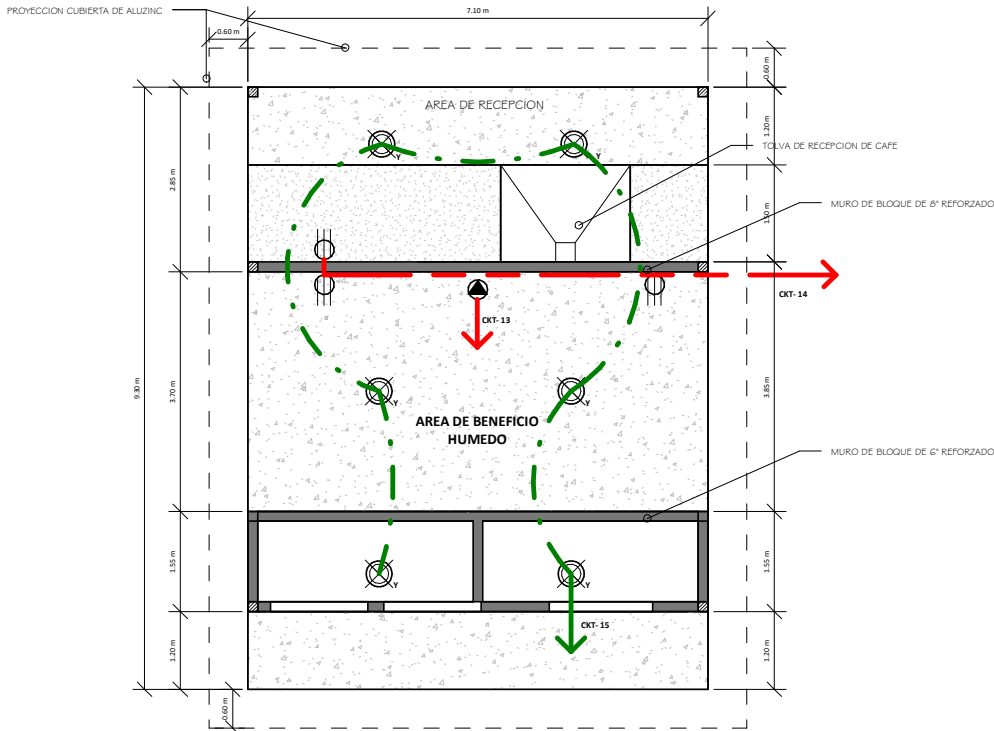 PROYECCION CUBIERTA DE ALUZINC
7.10 m
0.60 m
0.60 m
AREA DE RECEPCION
1.20 m
Y
Y
TOLVA DE RECEPCION DE CAFE
2.85 m
MURO DE BLOQUE DE 8" REFORZADO
1.50 m
CKT- 14
CKT- 13
9.30 m
3.70 m
3.85 m
Y
Y
AREA DE BENEFICIO
HUMEDO
MURO DE BLOQUE DE 6" REFORZADO
1.55 m
1.55 m
Y
Y
CKT- 15
1.20 m
1.20 m
0.60 m